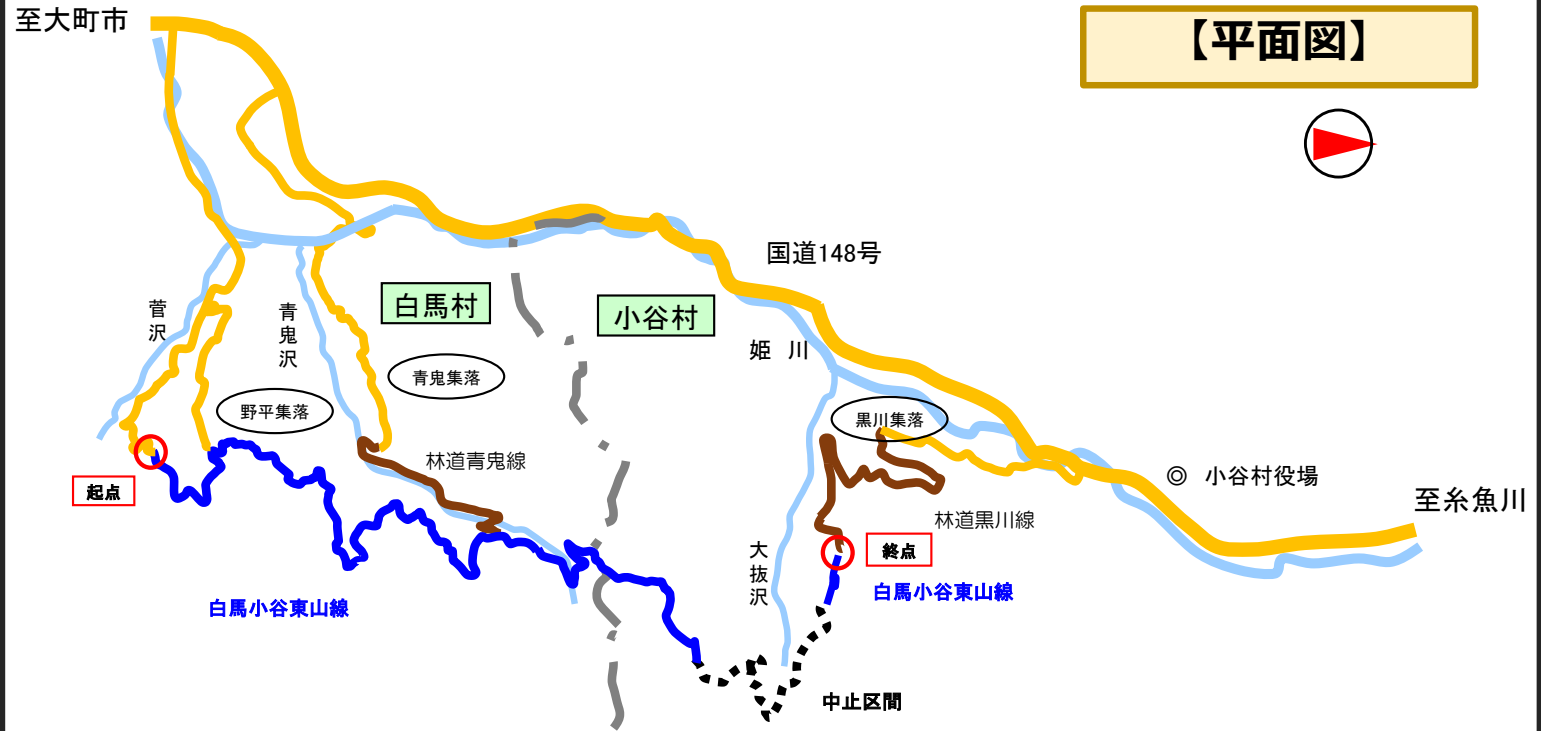 至大町市
【平面図】
国道148号
白馬村
小谷村
菅沢
青鬼沢
姫川
青鬼集落
野平集落
黒川集落
林道青鬼線
小谷村役場
起点
至糸魚川
林道黒川線
終点
大抜沢
白馬小谷東山線
白馬小谷東山線
中止区間